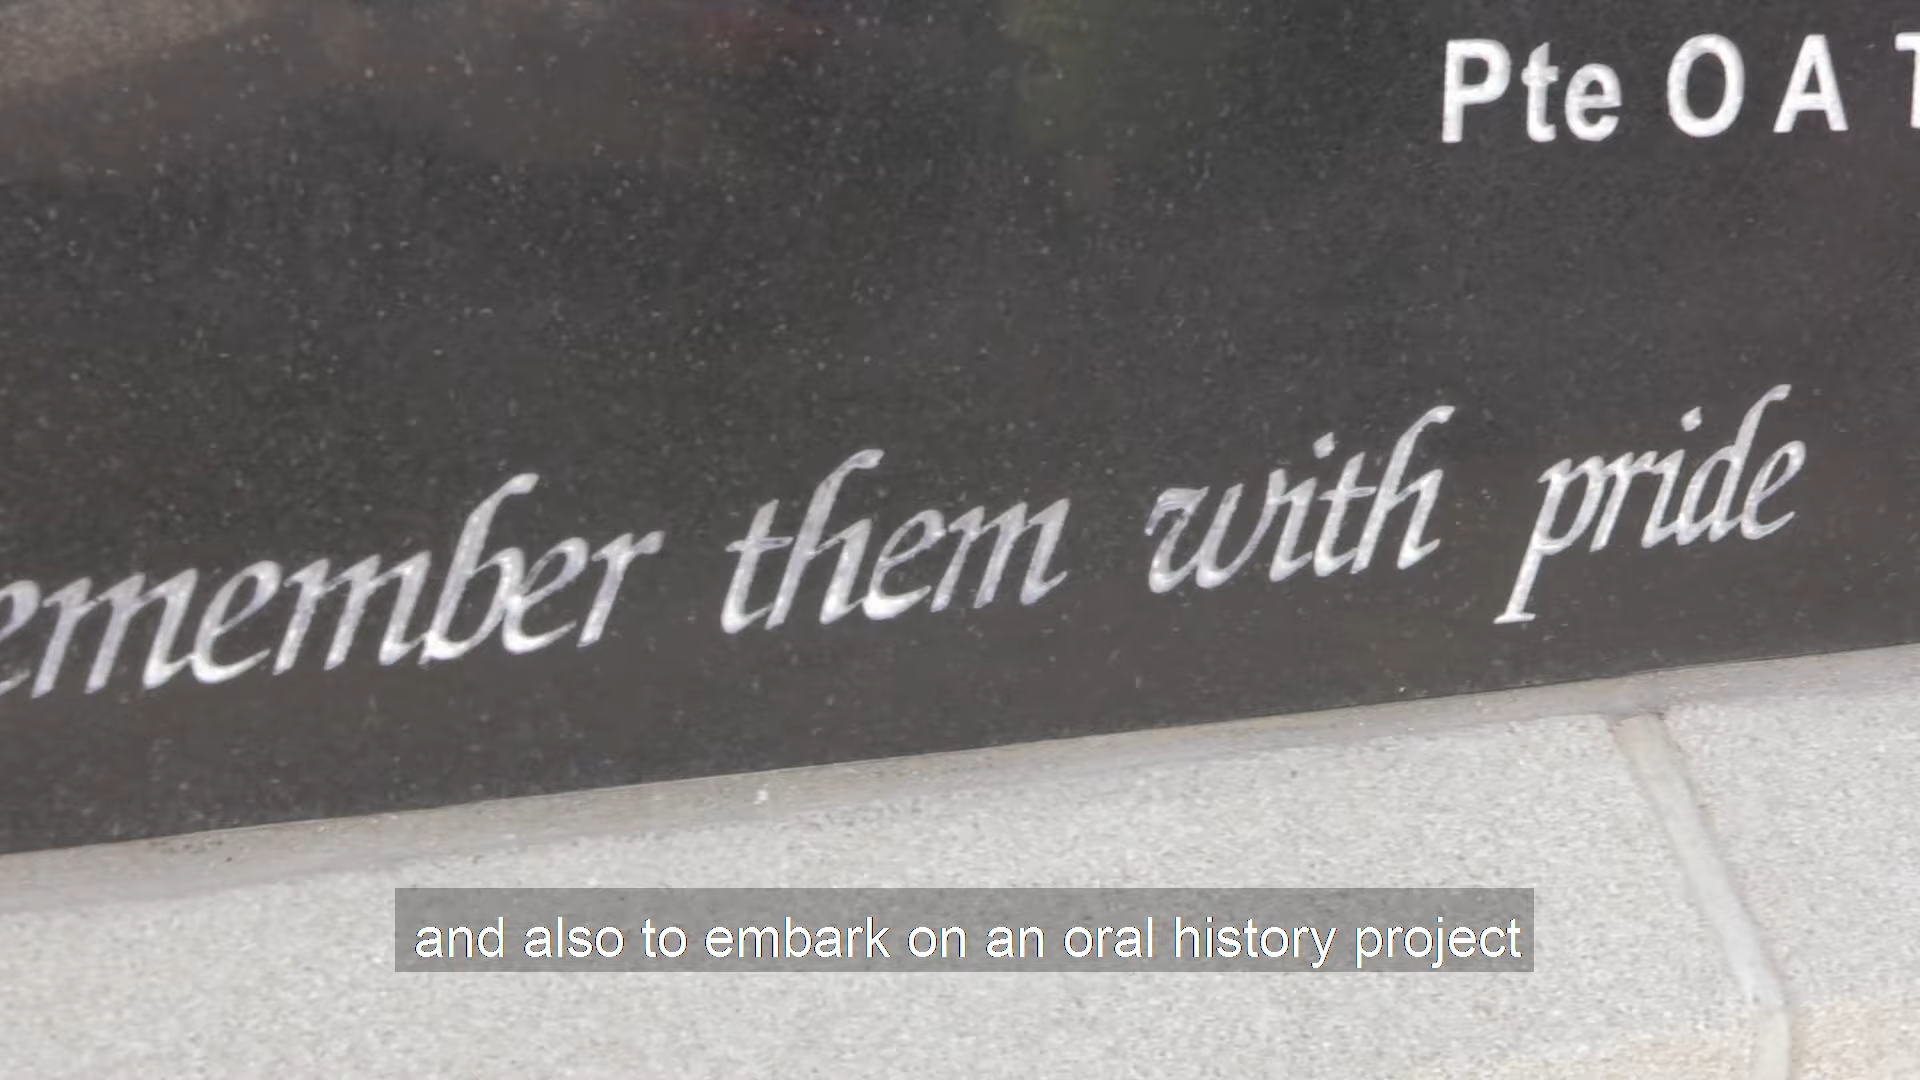 Pte O A T
emember them with pride
and also to embark on an oral history project